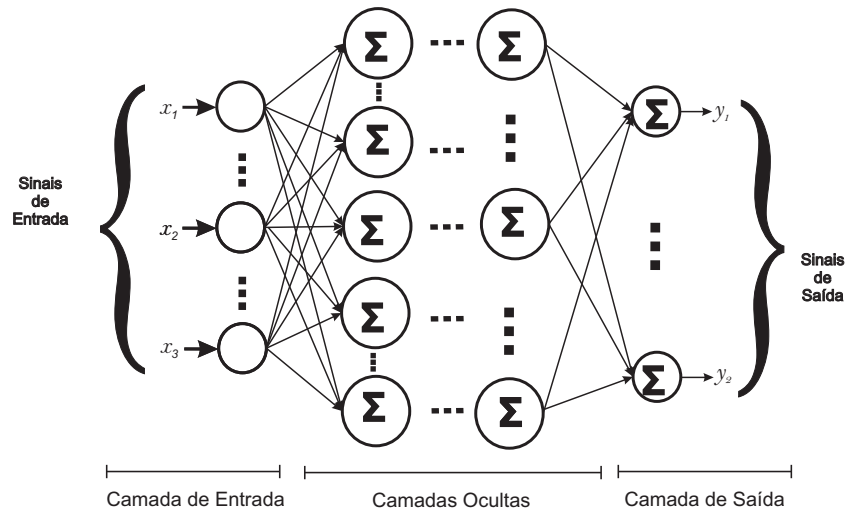 Sinais
de
Entrada
x₁
x₂
x₃
Σ
Σ
Σ
Σ
Σ
Σ
Σ
Σ
Σ
Σ
y₁
y₂
Sinais
de
Saída
Camada de Entrada
Camadas Ocultas
Camada de Saída